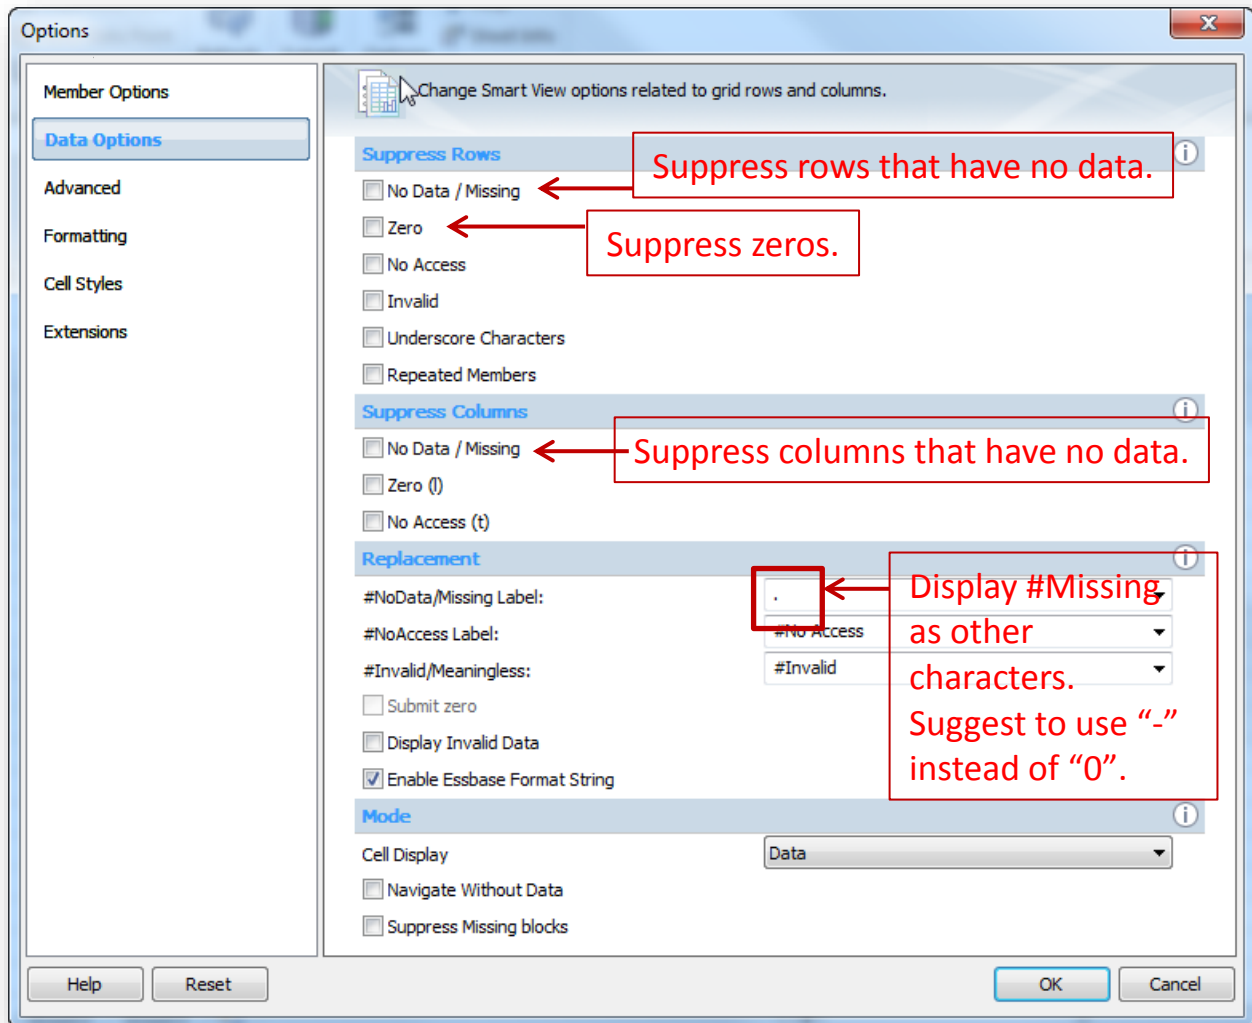 Options
Member Options
Data Options
Advanced
Formatting
Cell Styles
Extensions
Change Smart View options related to grid rows and columns.
Suppress Rows
Suppress rows that have no data.
No Data / Missing
Zero
Suppress zeros.
No Access
Invalid
Underscore Characters
Repeated Members
Suppress Columns
No Data / Missing
Suppress columns that have no data.
Zero (l)
No Access (t)
Replacement
#NoData/Missing Label:
.
#NoAccess Label:
#No Access
#Invalid/Meaningless:
#Invalid
Display #Missing
as other
characters.
Suggest to use “-”
instead of “0”.
Submit zero
Display Invalid Data
Enable Essbase Format String
Mode
Cell Display
Data
Navigate Without Data
Suppress Missing blocks
Help
Reset
OK
Cancel